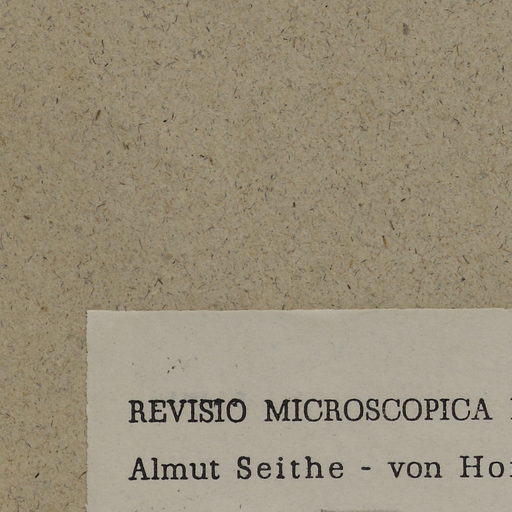 REVISIO MICROSCOPICA
Almut Seithe - von